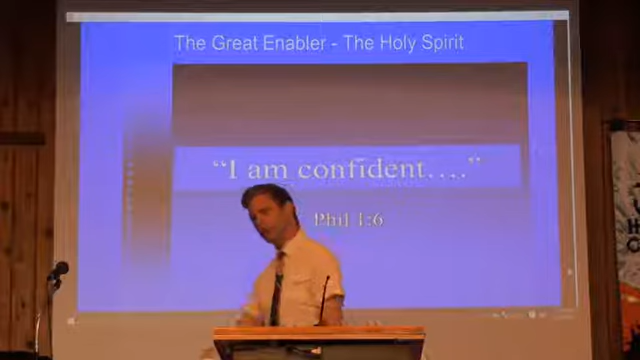 The Great Enabler - The Holy Spirit
“I am confident….”
Phil 1:6